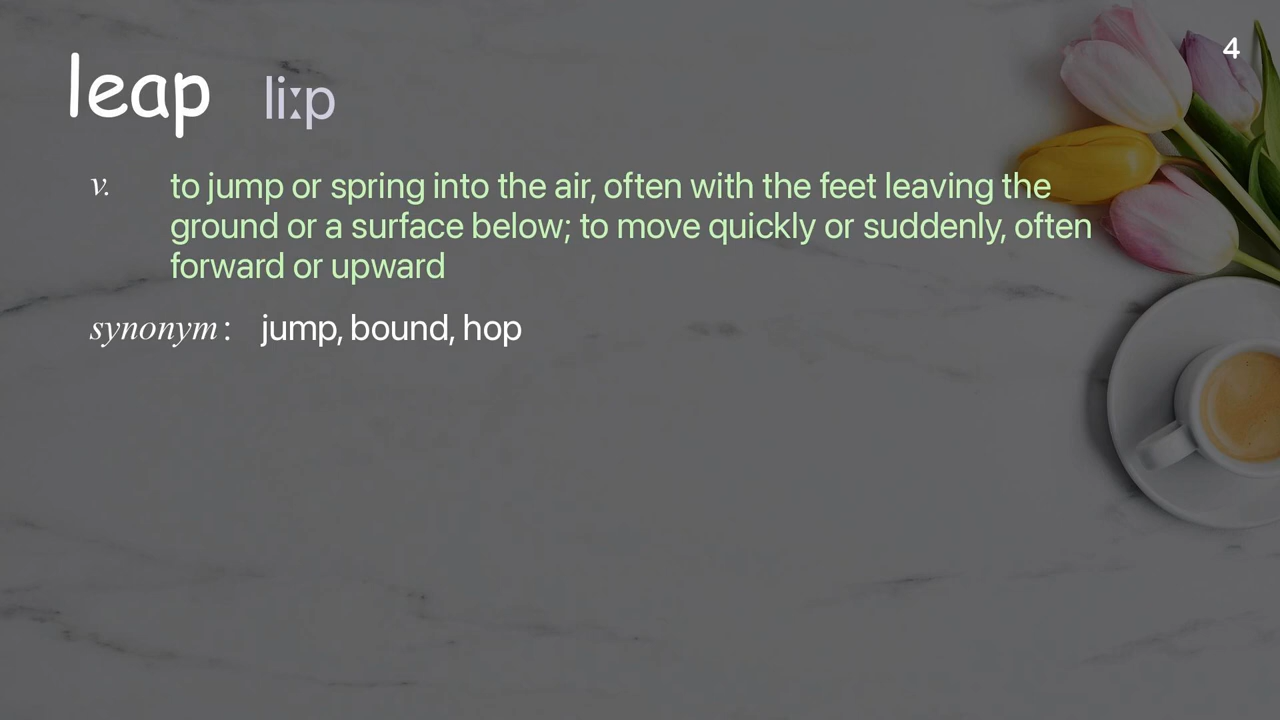 4
leap liːp
v. to jump or spring into the air, often with the feet leaving the
ground or a surface below; to move quickly or suddenly, often
forward or upward
synonym : jump, bound, hop